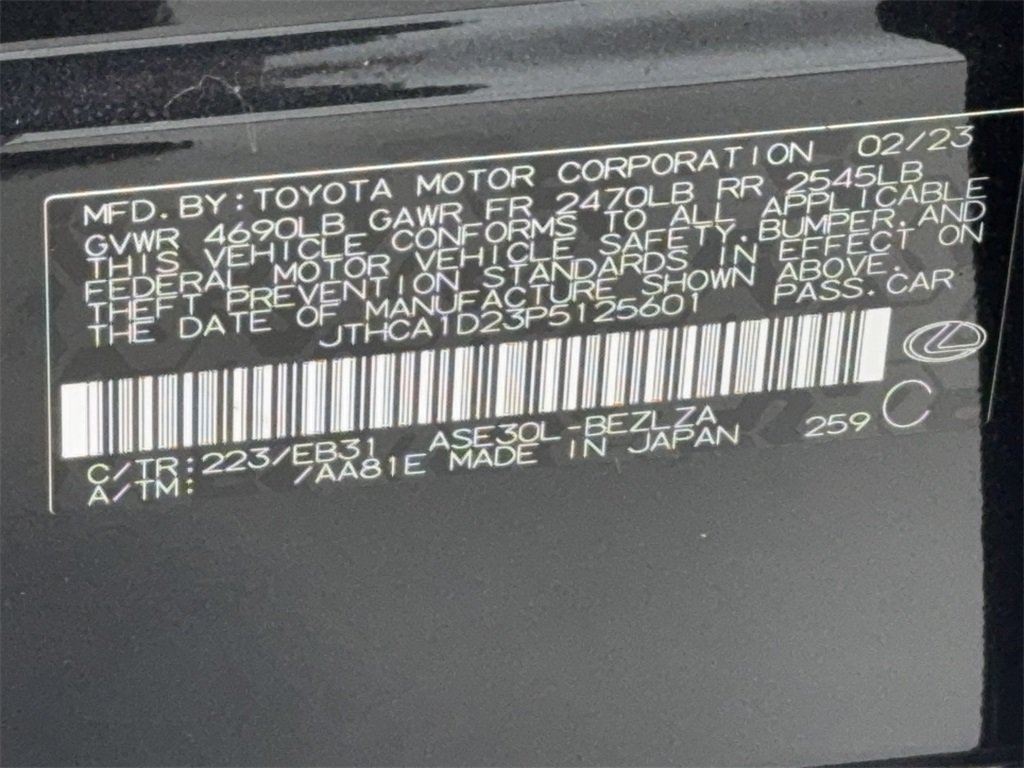 MFD.BY:TOYOTA MOTOR CORPORATION 02/23
GVWR 4690LB GAWR FR 2470LB RR 2545LB
THIS VEHICLE CONFORMS TO ALL APPLICABLE
FEDERAL MOTOR VEHICLE SAFETY,BUMPER,AND
THEFT PREVENTION STANDARDS IN EFFECT ON
THE DATE OF MANUFACTURE SHOWN ABOVE.
JTHCA1D23P5125601 PASS.CAR
C/TR:223/EB31 ASE30L-BEZLZA 259 C
A/TM: /AA81E MADE IN JAPAN